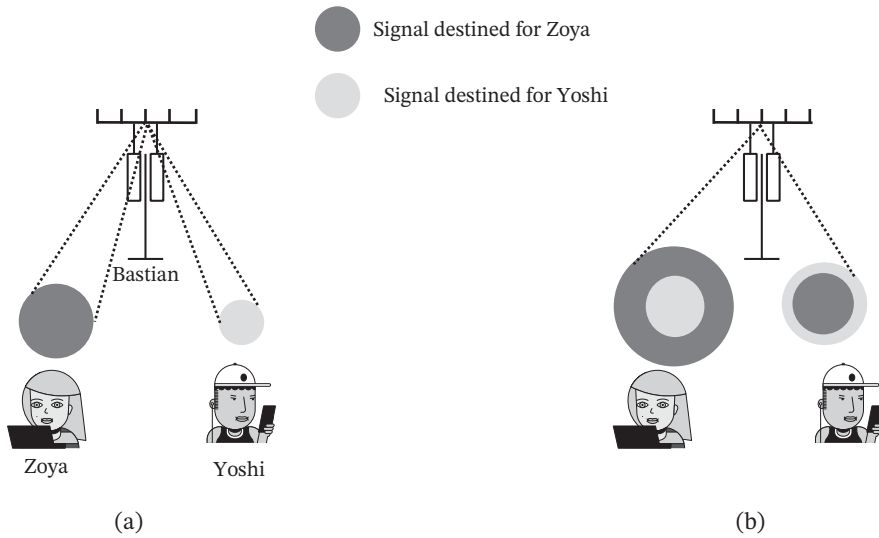 Signal destined for Zoya
Signal destined for Yoshi
Bastian
Zoya
Yoshi
(a)
(b)